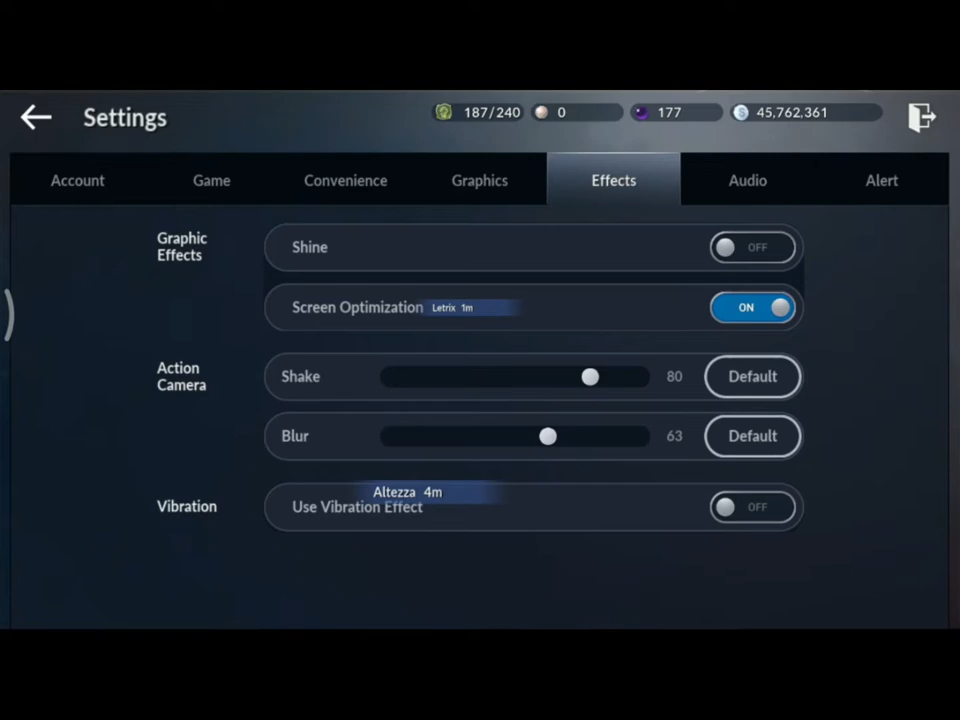 Settings
187/240
0
177
45,762,361
Account
Game
Convenience
Graphics
Effects
Audio
Alert
Graphic
Effects
Shine
OFF
Screen Optimization
Letrix 1m
ON
Action
Camera
Shake
80
Default
Blur
63
Default
Altezza 4m
Vibration
Use Vibration Effect
OFF